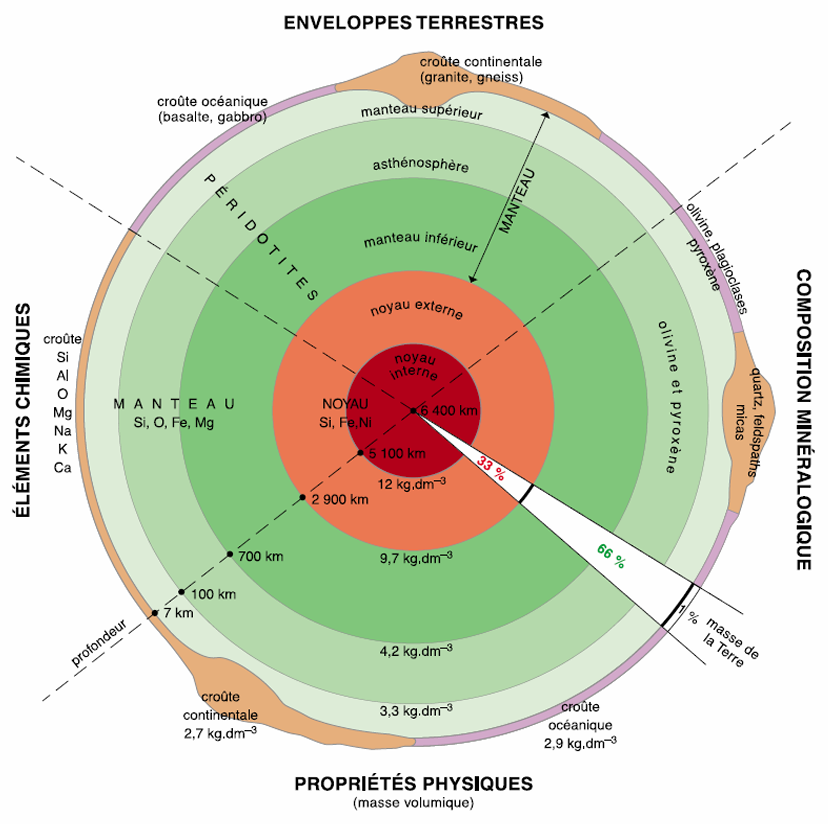 ENVELOPPES TERRESTRES
croûte continentale
(granite, gneiss)
croûte océanique
(basalte, gabbro)
manteau supérieur
asthénosphère
MANTEAU
PÉRIDOTITES
manteau inférieur
noyau externe
noyau
interne
olivine, plagioclases
pyroxène
COMPOSITION MINÉRALOGIQUE
olivine et pyroxène
quartz, feldspaths
micas
ÉLÉMENTS CHIMIQUES
croûte
Si
Al
O
Mg
Na
K
Ca
MANTEAU
Si, O, Fe, Mg
NOYAU
Si, Fe,Ni
6 400 km
5 100 km
2 900 km
700 km
100 km
7 km
profondeur
33 %
66 %
1 %
masse de
la Terre
12 kg,dm⁻³
9,7 kg,dm⁻³
4,2 kg.dm⁻³
3,3 kg.dm⁻³
croûte
continentale
2,7 kg.dm⁻³
croûte
océanique
2,9 kg,dm⁻³
PROPRIÉTÉS PHYSIQUES
(masse volumique)